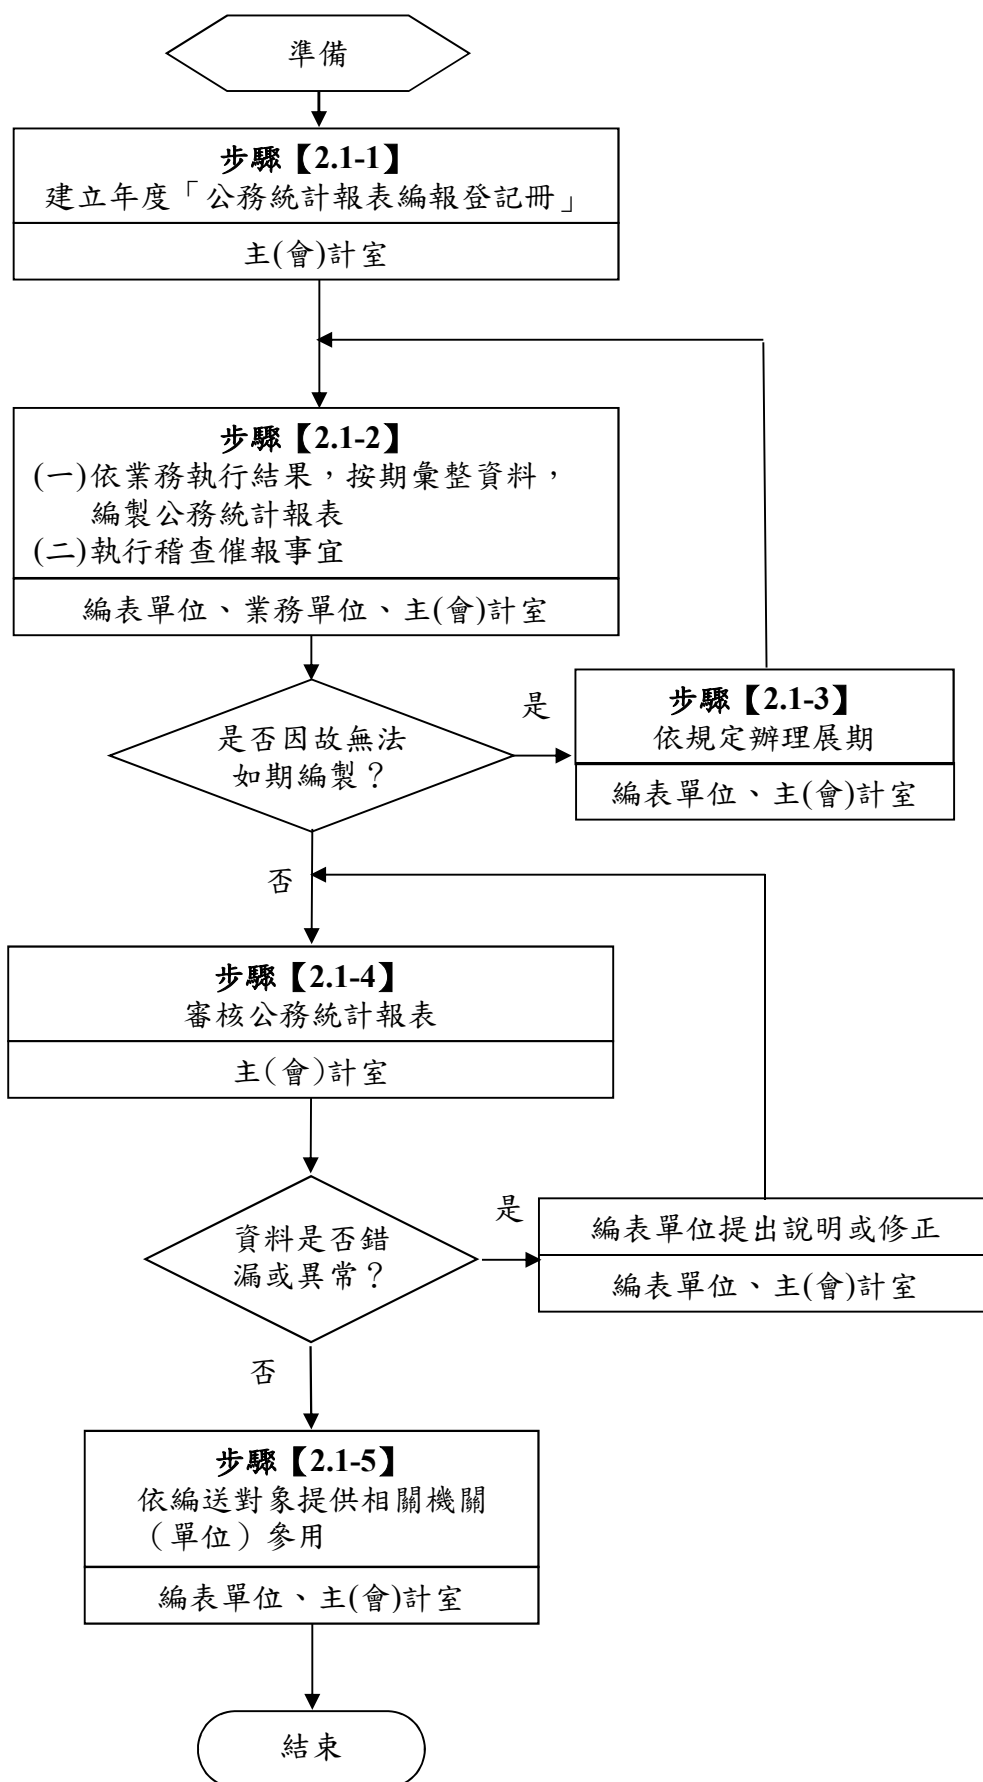 準備
步驟【2.1-1】
建立年度「公務統計報表編報登記冊」
主(會)計室
步驟【2.1-2】
(一)依業務執行結果，按期彙整資料，
編製公務統計報表
(二)執行稽查催報事宜
編表單位、業務單位、主(會)計室
是否因故無法
如期編製？
是
步驟【2.1-3】
依規定辦理展期
編表單位、主(會)計室
否
步驟【2.1-4】
審核公務統計報表
主(會)計室
資料是否錯
漏或異常？
是
編表單位提出說明或修正
編表單位、主(會)計室
否
步驟【2.1-5】
依編送對象提供相關機關
（單位）參用
編表單位、主(會)計室
結束